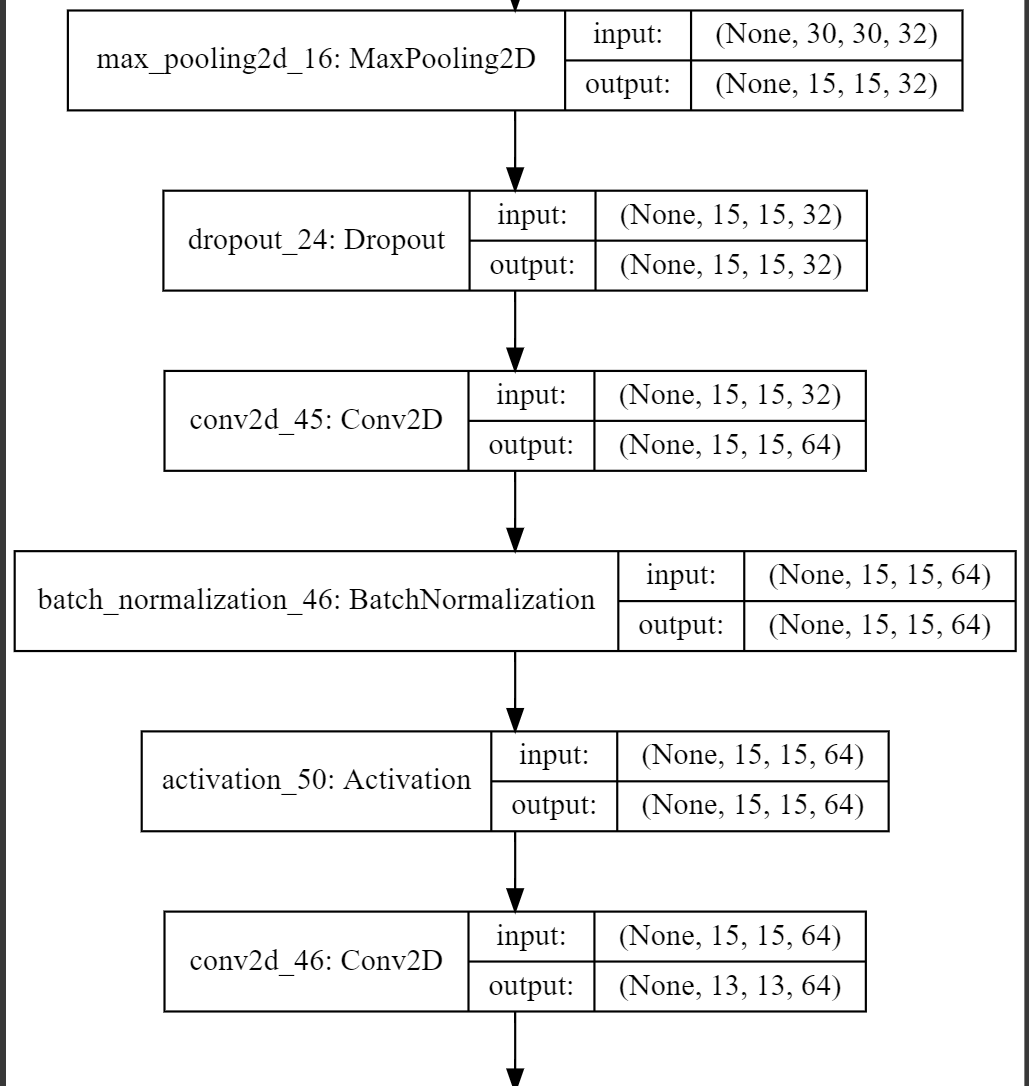 max_pooling2d_16: MaxPooling2D
input: (None, 30, 30, 32)
output: (None, 15, 15, 32)
dropout_24: Dropout
input: (None, 15, 15, 32)
output: (None, 15, 15, 32)
conv2d_45: Conv2D
input: (None, 15, 15, 32)
output: (None, 15, 15, 64)
batch_normalization_46: BatchNormalization
input: (None, 15, 15, 64)
output: (None, 15, 15, 64)
activation_50: Activation
input: (None, 15, 15, 64)
output: (None, 15, 15, 64)
conv2d_46: Conv2D
input: (None, 15, 15, 64)
output: (None, 13, 13, 64)